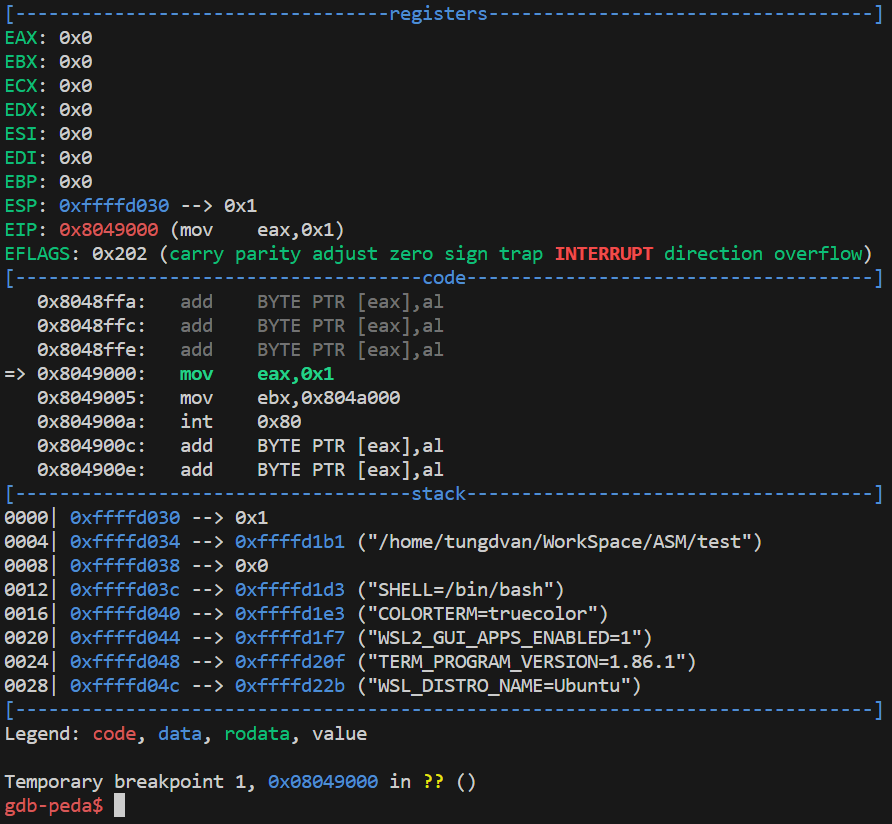 [----------------------------------registers-----------------------------------]
EAX: 0x0
EBX: 0x0
ECX: 0x0
EDX: 0x0
ESI: 0x0
EDI: 0x0
EBP: 0x0
ESP: 0xffffd030 --> 0x1
EIP: 0x8049000 (mov    eax,0x1)
EFLAGS: 0x202 (carry parity adjust zero sign trap INTERRUPT direction overflow)
[-------------------------------------code-------------------------------------]
   0x8048ffa:   add    BYTE PTR [eax],al
   0x8048ffc:   add    BYTE PTR [eax],al
   0x8048ffe:   add    BYTE PTR [eax],al
=> 0x8049000:   mov    eax,0x1
   0x8049005:   mov    ebx,0x804a000
   0x804900a:   int    0x80
   0x804900c:   add    BYTE PTR [eax],al
   0x804900e:   add    BYTE PTR [eax],al
[------------------------------------stack-------------------------------------]
0000| 0xffffd030 --> 0x1
0004| 0xffffd034 --> 0xffffd1b1 ("/home/tungdvan/WorkSpace/ASM/test")
0008| 0xffffd038 --> 0x0
0012| 0xffffd03c --> 0xffffd1d3 ("SHELL=/bin/bash")
0016| 0xffffd040 --> 0xffffd1e3 ("COLORTERM=truecolor")
0020| 0xffffd044 --> 0xffffd1f7 ("WSL2_GUI_APPS_ENABLED=1")
0024| 0xffffd048 --> 0xffffd20f ("TERM_PROGRAM_VERSION=1.86.1")
0028| 0xffffd04c --> 0xffffd22b ("WSL_DISTRO_NAME=Ubuntu")
[------------------------------------------------------------------------------]
Legend: code, data, rodata, value
Temporary breakpoint 1, 0x08049000 in ?? ()
gdb-peda$